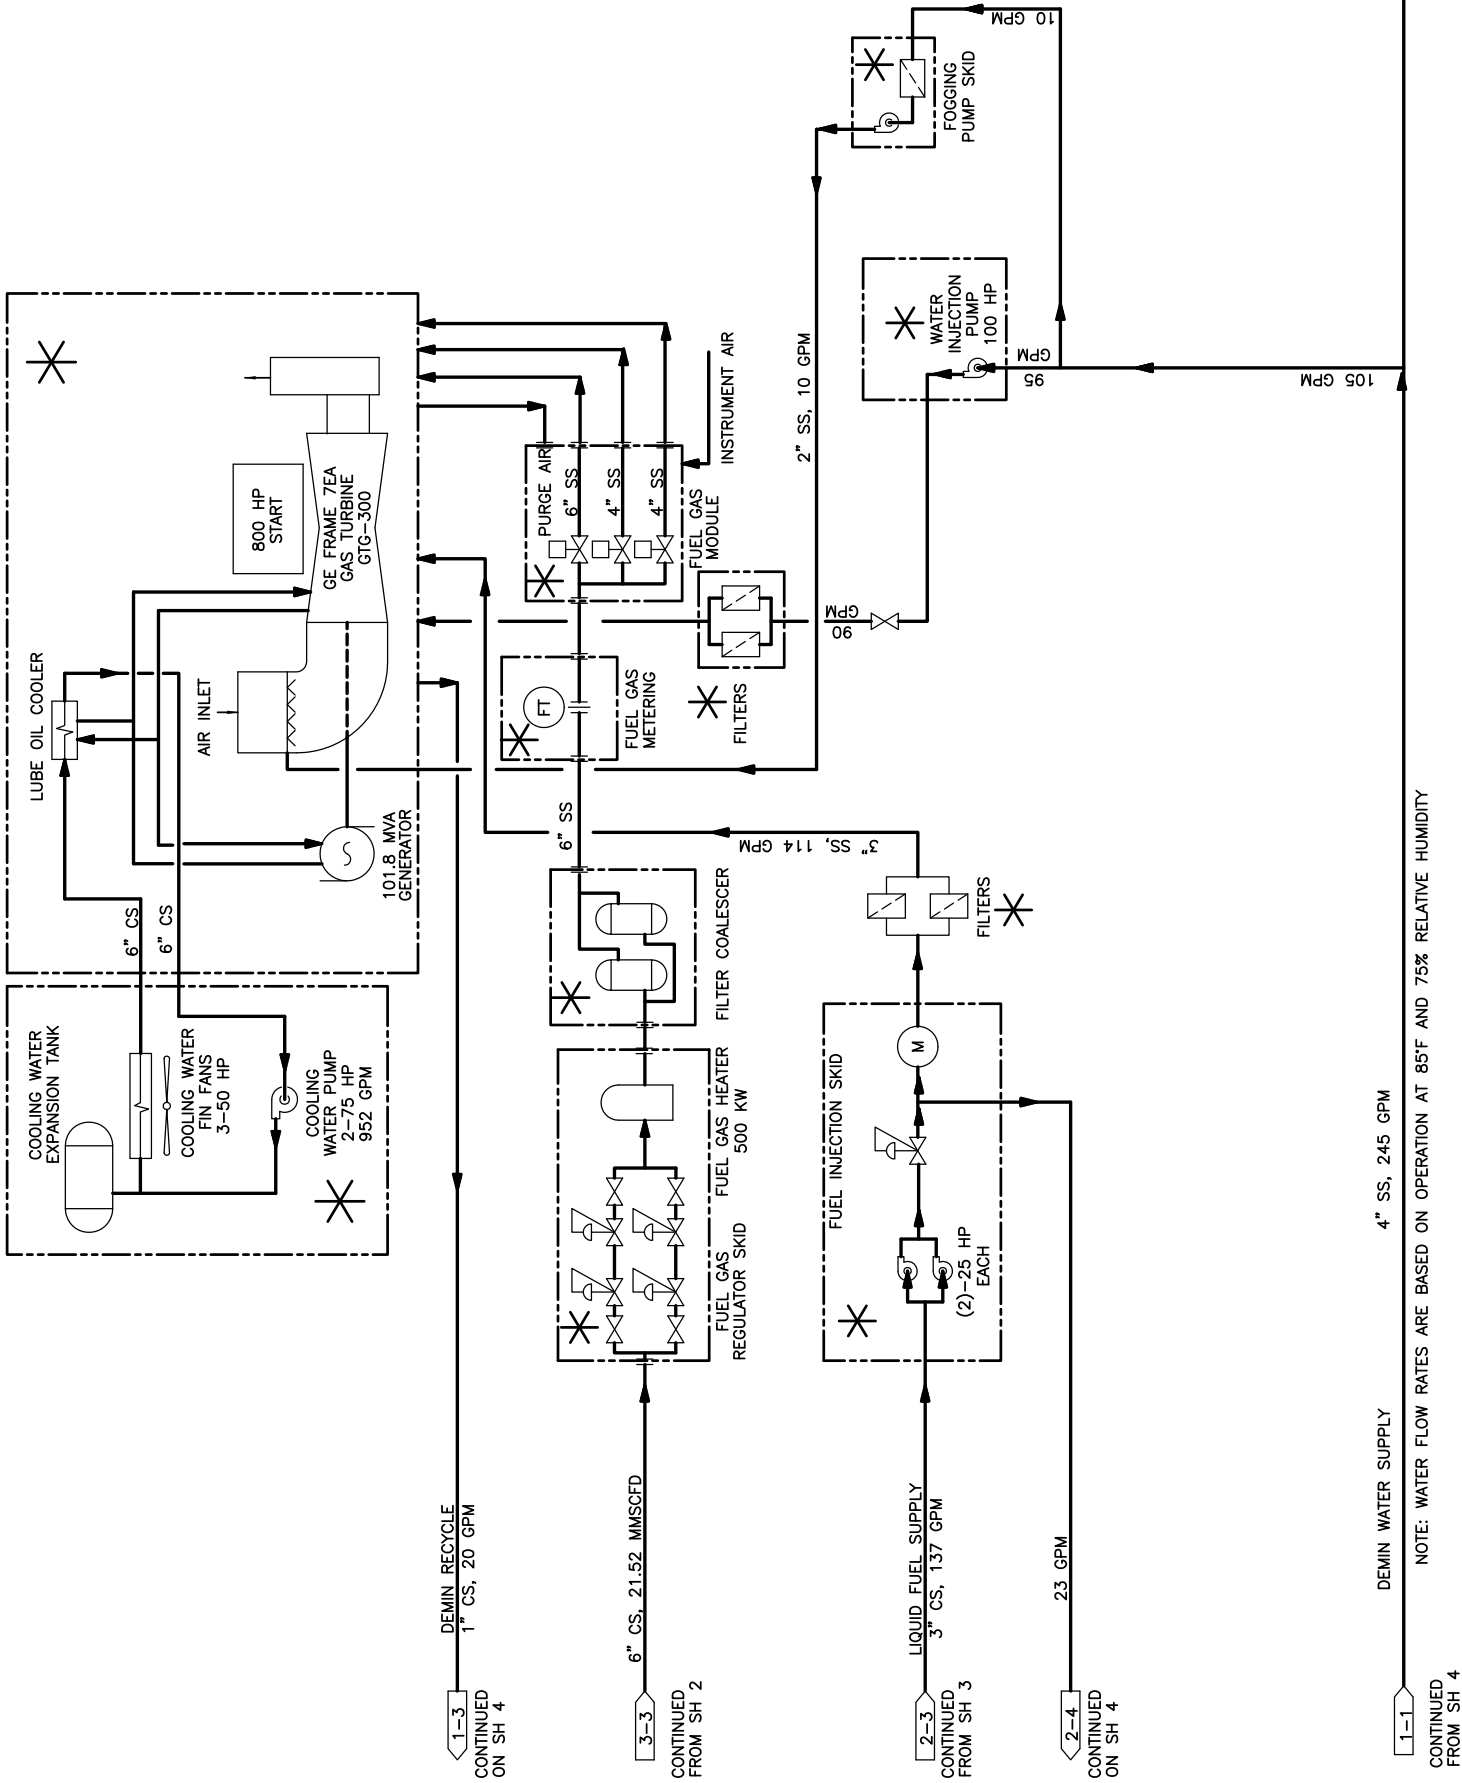 COOLING WATER
EXPANSION TANK
COOLING WATER
FIN FANS
3-50 HP
COOLING
WATER PUMP
2-75 HP
952 GPM
6" CS
6" CS
LUBE OIL COOLER
AIR INLET
800 HP
START
GE FRAME 7EA
GAS TURBINE
GTG-300
101.8 MVA
GENERATOR
DEMIN RECYCLE
1" CS, 20 GPM
1-3
CONTINUED
ON SH 4
6" CS, 21.52 MMSCFD
3-3
CONTINUED
FROM SH 2
FUEL GAS
REGULATOR SKID
FUEL GAS HEATER
500 KW
FILTER COALESCER
6" SS
FT
FUEL GAS
METERING
PURGE AIR
6" SS
4" SS
4" SS
FUEL GAS
MODULE
INSTRUMENT AIR
FILTERS
90
GPM
LIQUID FUEL SUPPLY
3" CS, 137 GPM
2-3
CONTINUED
FROM SH 3
FUEL INJECTION SKID
(2)-25 HP
EACH
M
FILTERS
3" SS, 114 GPM
23 GPM
2-4
CONTINUED
ON SH 4
2" SS, 10 GPM
WATER
INJECTION
PUMP
100 HP
95
GPM
FOGGING
PUMP SKID
10 GPM
105 GPM
DEMIN WATER SUPPLY
4" SS, 245 GPM
1-1
CONTINUED
FROM SH 4
NOTE: WATER FLOW RATES ARE BASED ON OPERATION AT 85°F AND 75% RELATIVE HUMIDITY